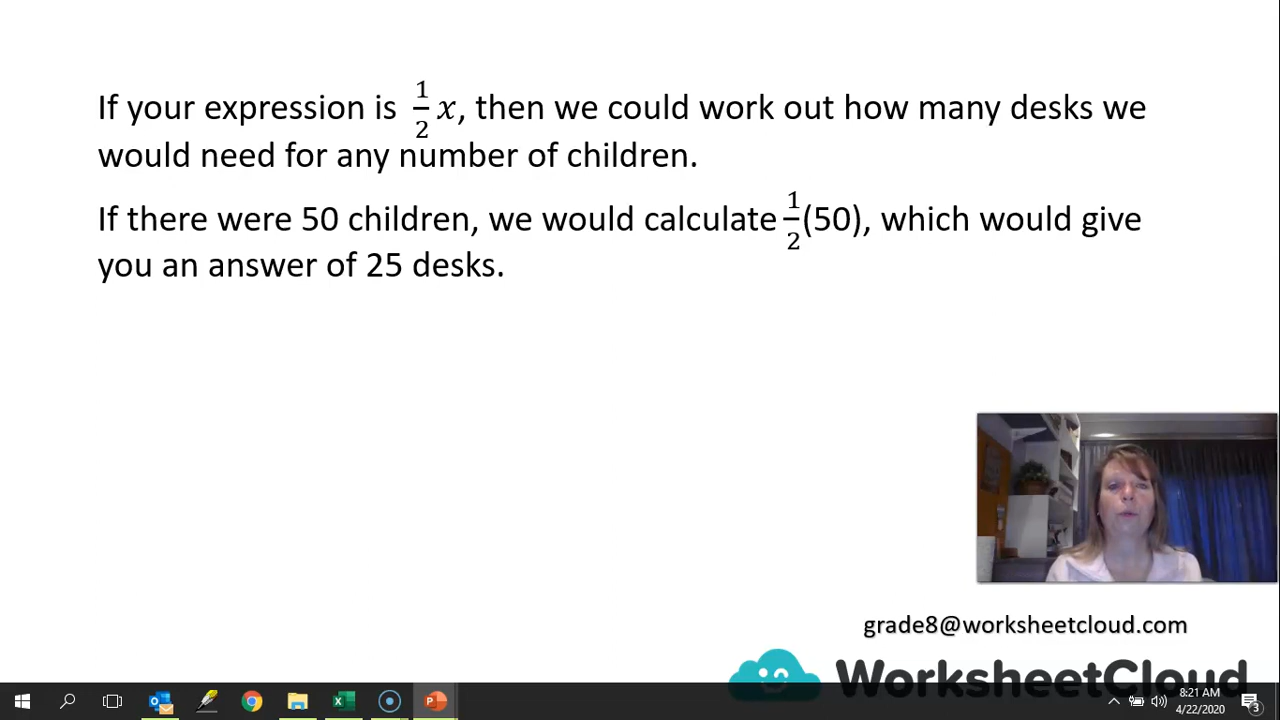 If your expression is 1/2 x, then we could work out how many desks we
would need for any number of children.
If there were 50 children, we would calculate 1/2 (50), which would give
you an answer of 25 desks.
grade8@worksheetcloud.com
WorksheetCloud
8:21 AM
4/22/2020
3